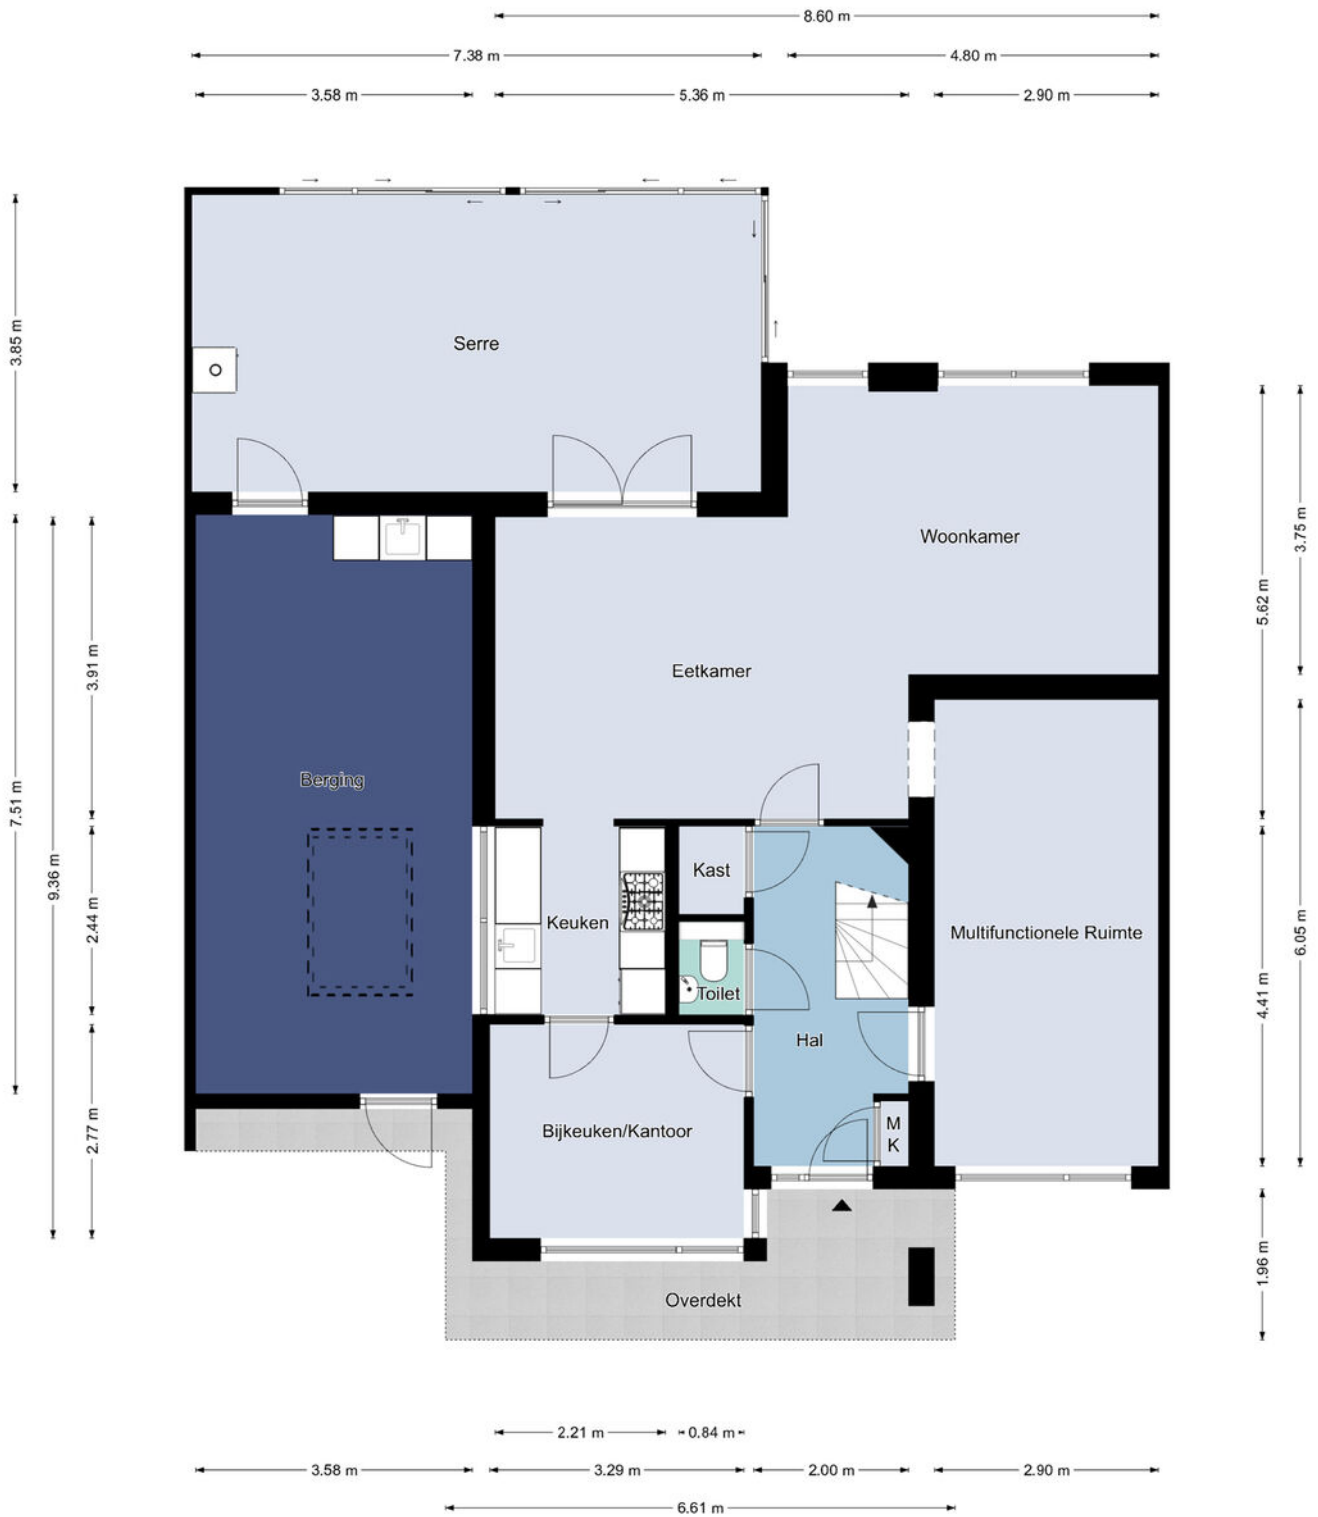 8.60 m
7.38 m
4.80 m
3.58 m
5.36 m
2.90 m
3.85 m
Serre
3.75 m
Woonkamer
5.62 m
3.91 m
Eetkamer
7.51 m
Berging
9.36 m
2.44 m
Kast
Keuken
Multifunctionele Ruimte
6.05 m
Toilet
4.41 m
Hal
2.77 m
Bijkeuken/Kantoor
M
K
1.96 m
Overdekt
2.21 m
0.84 m
3.58 m
3.29 m
2.00 m
2.90 m
6.61 m